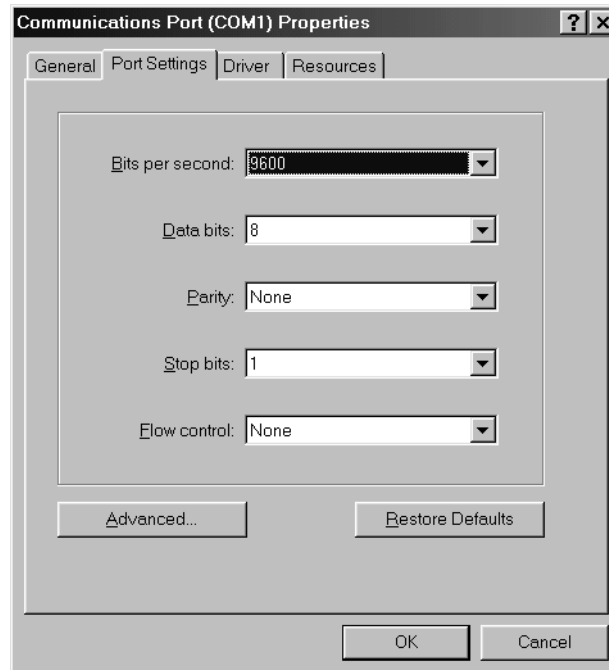 Communications Port (COM1) Properties
General Port Settings Driver Resources
Bits per second: 9600
Data bits: 8
Parity: None
Stop bits: 1
Flow control: None
Advanced... Restore Defaults
OK Cancel